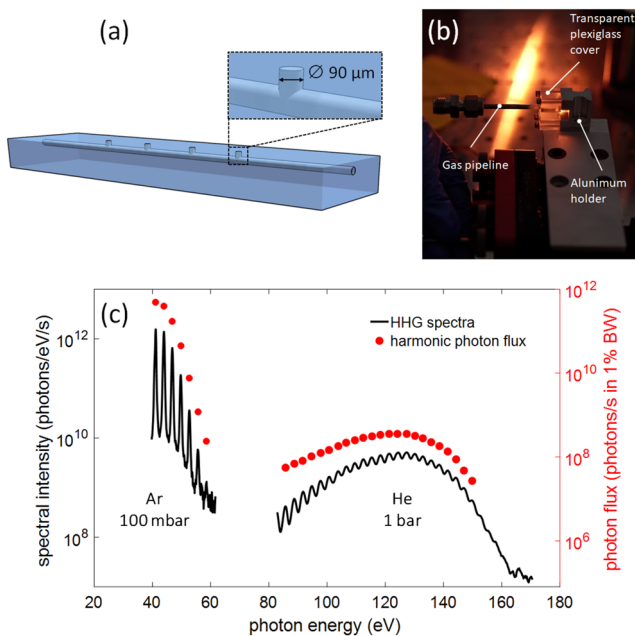 (a)
∅ 90 μm
(b)
Transparent
plexiglass
cover
Gas pipeline
Alunimum
holder
(c)
HHG spectra
harmonic photon flux
Ar
100 mbar
He
1 bar
spectral intensity (photons/eV/s)
10^12
10^10
10^8
photon flux (photons/s in 1% BW)
10^12
10^10
10^8
10^6
20 40 60 80 100 120 140 160 180
photon energy (eV)